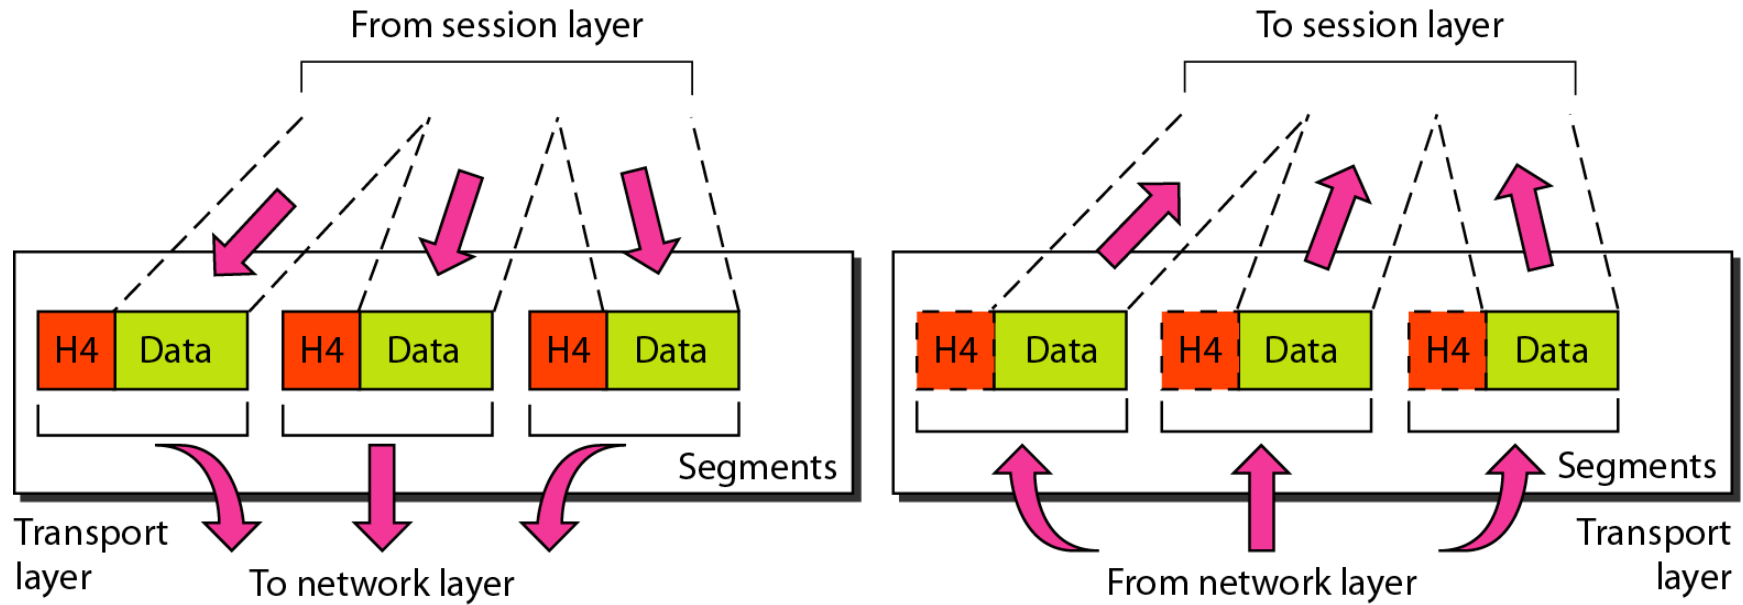 From session layer
To session layer
H4 Data H4 Data H4 Data
H4 Data H4 Data H4 Data
Segments
Segments
Transport
layer
To network layer
From network layer
Transport
layer